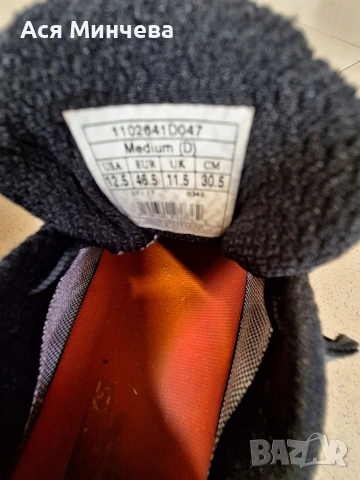 Ася Минчева
1102641D047
Medium (D)
USA EUR UK CM
12.5 46.5 11.5 30.5
BAZAR